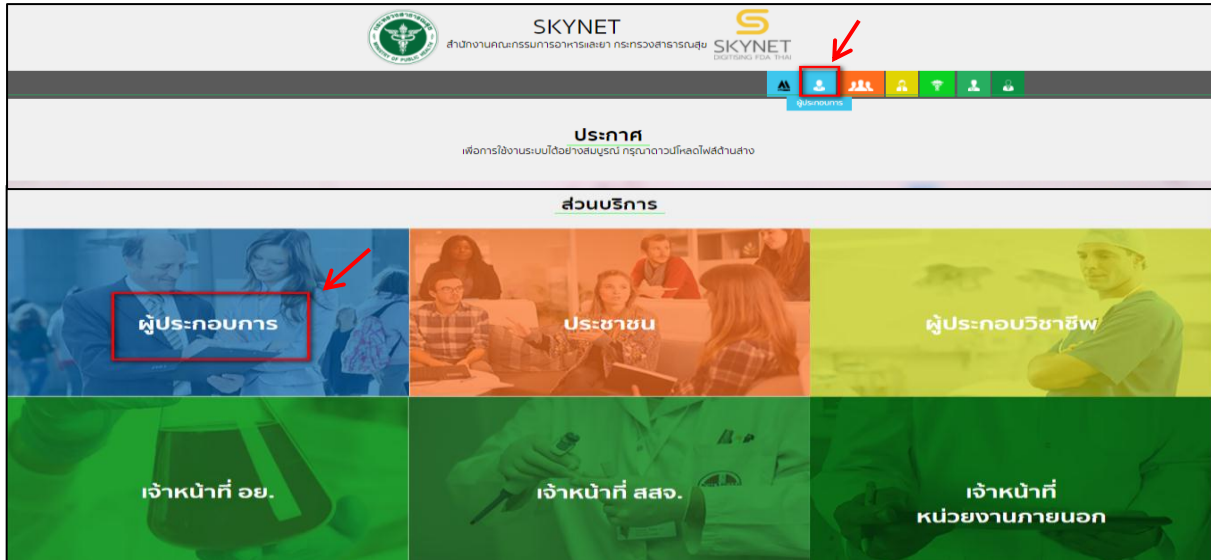 SKYNET
สำนักงานคณะกรรมการอาหารและยา กระทรวงสาธารณสุข
SKYNET
DIGITISING FDA THAI
ผู้ประกอบการ
ประกาศ
เพื่อการใช้งานระบบได้อย่างสมบูรณ์ กรุณาดาวน์โหลดไฟล์ด้านล่าง
ส่วนบริการ
ผู้ประกอบการ
ประชาชน
ผู้ประกอบวิชาชีพ
เจ้าหน้าที่ อย.
เจ้าหน้าที่ สสจ.
เจ้าหน้าที่
หน่วยงานภายนอก